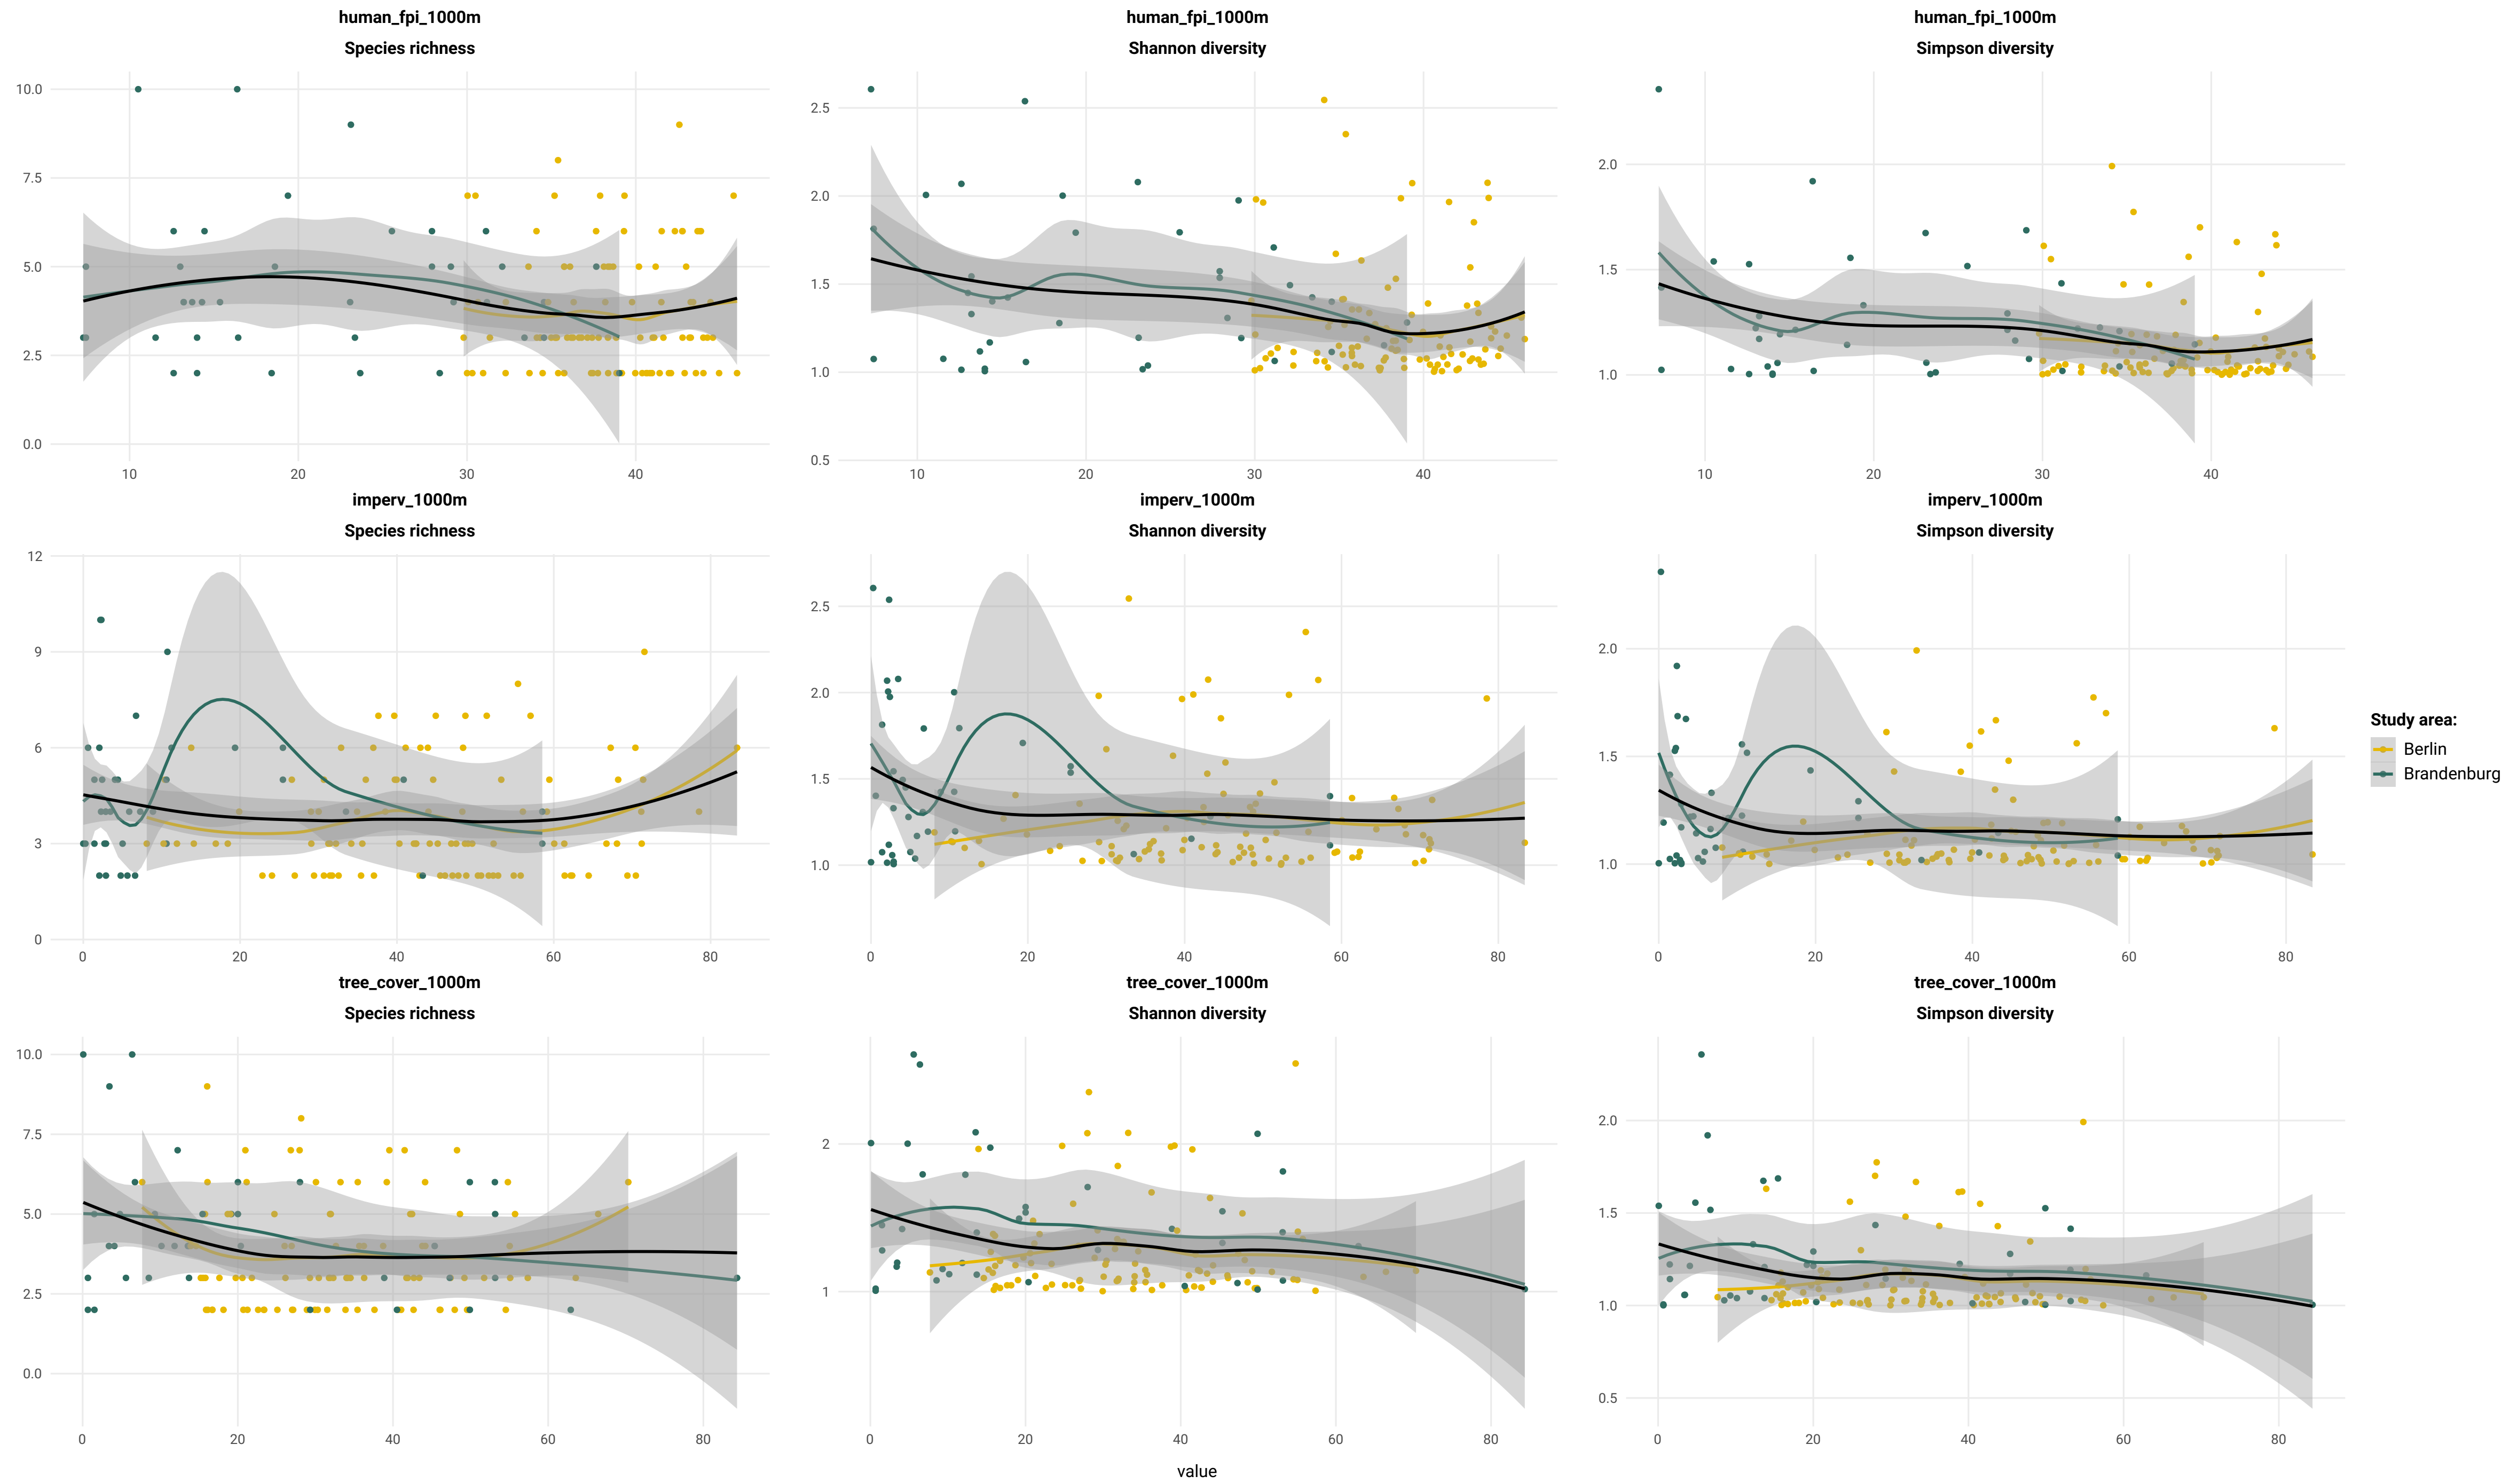 human_fpi_1000m human_fpi_1000m human_fpi_1000m
Species richness Shannon diversity Simpson diversity
10.0 7.5 5.0 2.5 0.0
2.5 2.0 1.5 1.0 0.5
2.0 1.5 1.0
10 20 30 40 10 20 30 40 10 20 30 40
imperv_1000m imperv_1000m imperv_1000m
Species richness Shannon diversity Simpson diversity
12 9 6 3 0
2.5 2.0 1.5 1.0
2.0 1.5 1.0
Study area:
Berlin
Brandenburg
0 20 40 60 80 0 20 40 60 80 0 20 40 60 80
tree_cover_1000m tree_cover_1000m tree_cover_1000m
Species richness Shannon diversity Simpson diversity
10.0 7.5 5.0 2.5 0.0
2 1
2.0 1.5 1.0 0.5
0 20 40 60 80 0 20 40 60 80 0 20 40 60 80
value